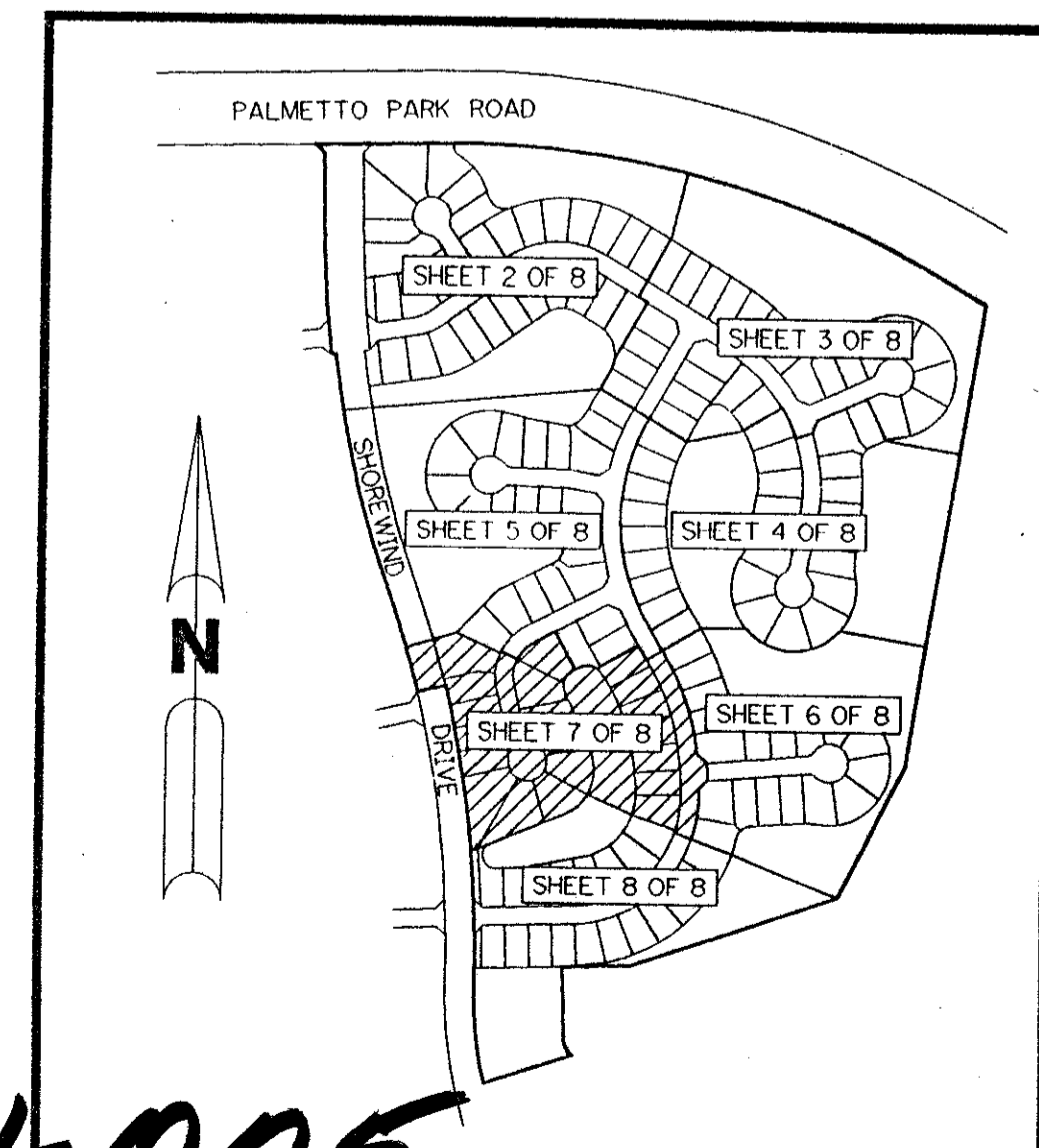 PALMETTO PARK ROAD
SHEET 2 OF 8
SHEET 3 OF 8
SHOREWIND
SHEET 5 OF 8
SHEET 4 OF 8
N
SHEET 6 OF 8
SHEET 7 OF 8
DRIVE
SHEET 8 OF 8